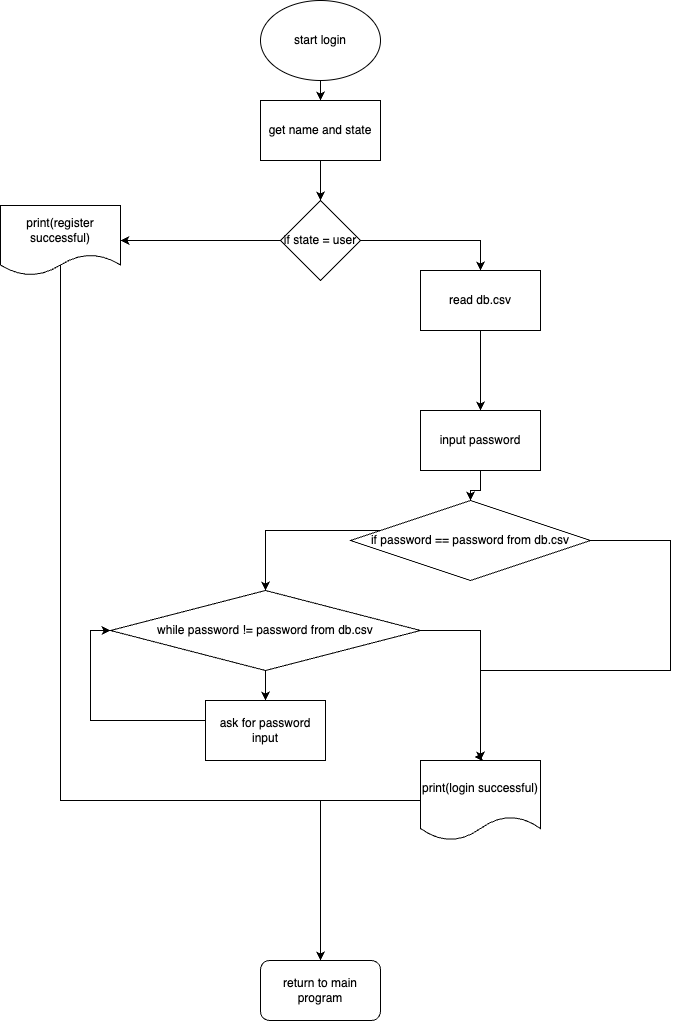 start login
get name and state
if state = user
print(register
successful)
read db.csv
input password
if password == password from db.csv
while password != password from db.csv
ask for password
input
print(login successful)
return to main
program